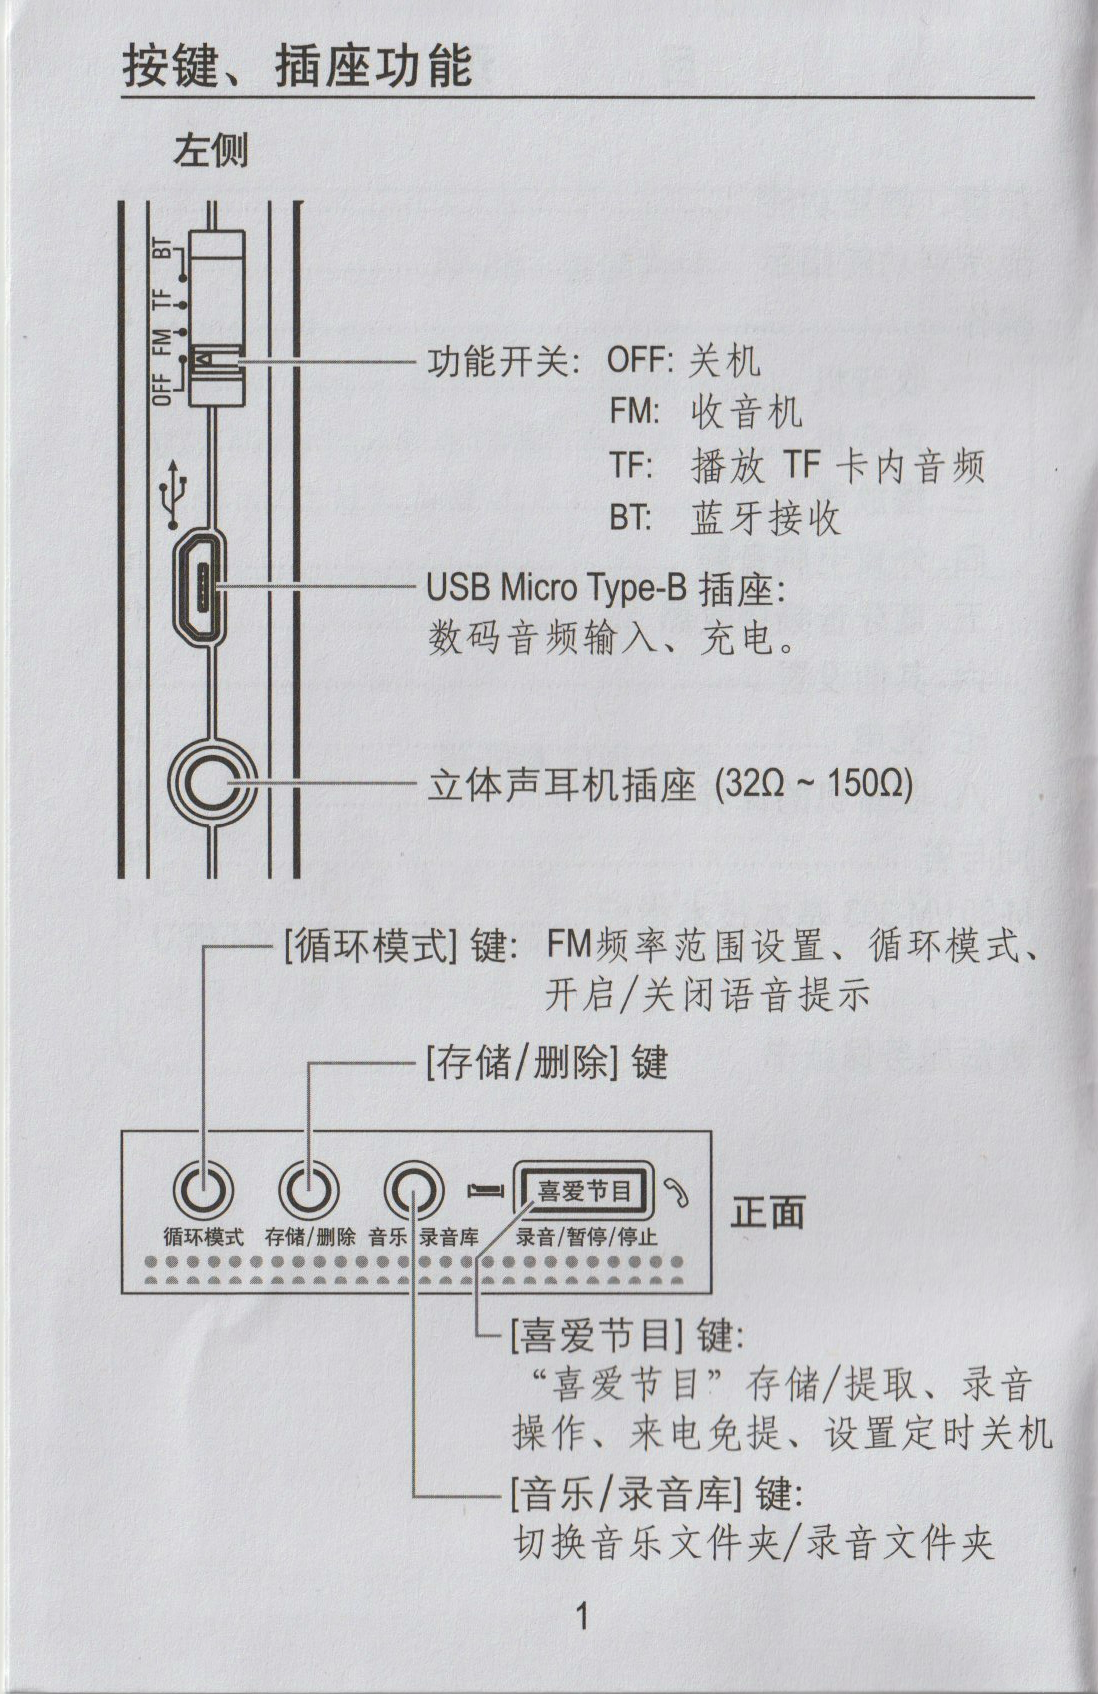 按键、插座功能
左侧
BT
TF
FM
OFF
功能开关: OFF: 关机
FM: 收音机
TF: 播放 TF 卡内音频
BT: 蓝牙接收
USB Micro Type-B 插座:
数码音频输入、充电。
立体声耳机插座 (32Ω ~ 150Ω)
[循环模式] 键: FM频率范围设置、循环模式、
开启/关闭语音提示
[存储/删除] 键
喜爱节目
正面
循环模式 存储/删除 音乐 录音库 录音/暂停/停止
[喜爱节目] 键:
“喜爱节目”存储/提取、录音
操作、来电免提、设置定时关机
[音乐/录音库] 键:
切换音乐文件夹/录音文件夹
1